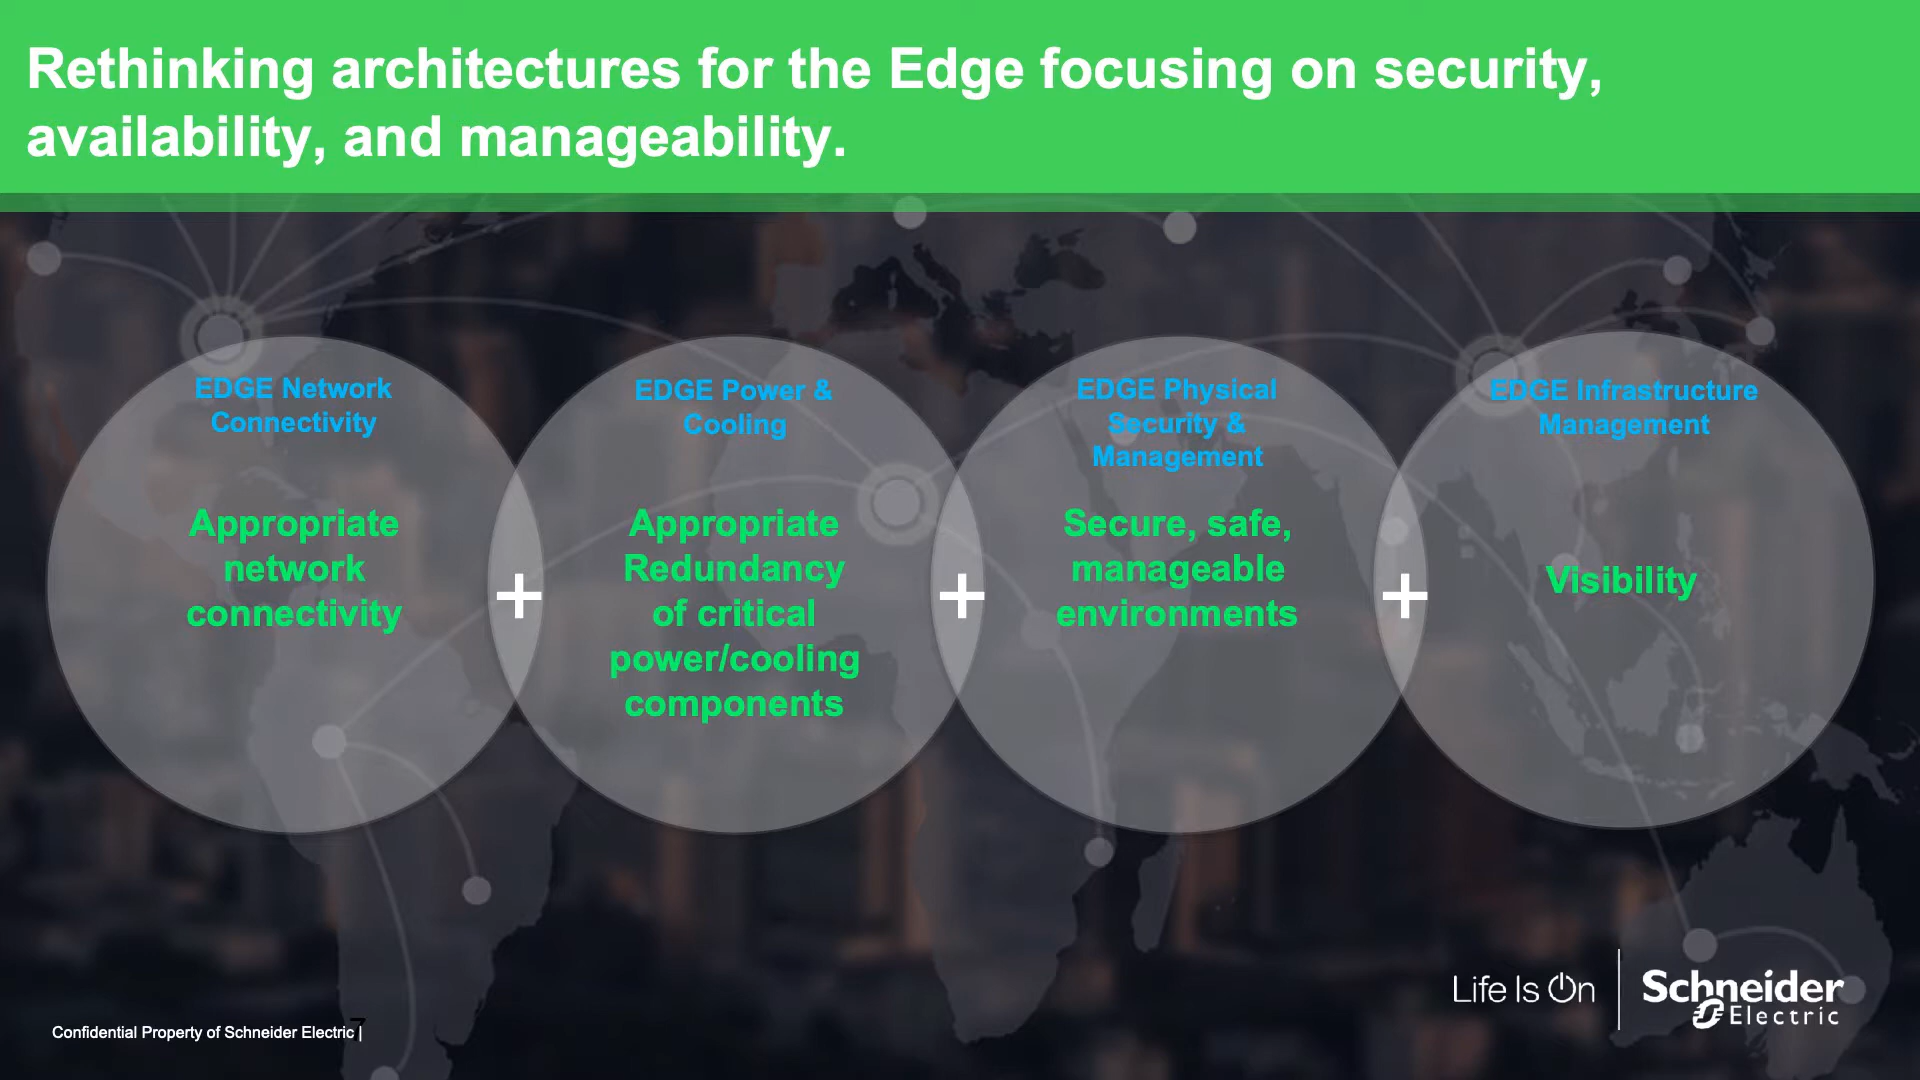 Rethinking architectures for the Edge focusing on security,
availability, and manageability.
EDGE Network
Connectivity
Appropriate
network
connectivity
+
EDGE Power &
Cooling
Appropriate
Redundancy
of critical
power/cooling
components
+
EDGE Physical
Security &
Management
Secure, safe,
manageable
environments
+
EDGE Infrastructure
Management
Visibility
Confidential Property of Schneider Electric | 7
Life Is On
Schneider
Electric